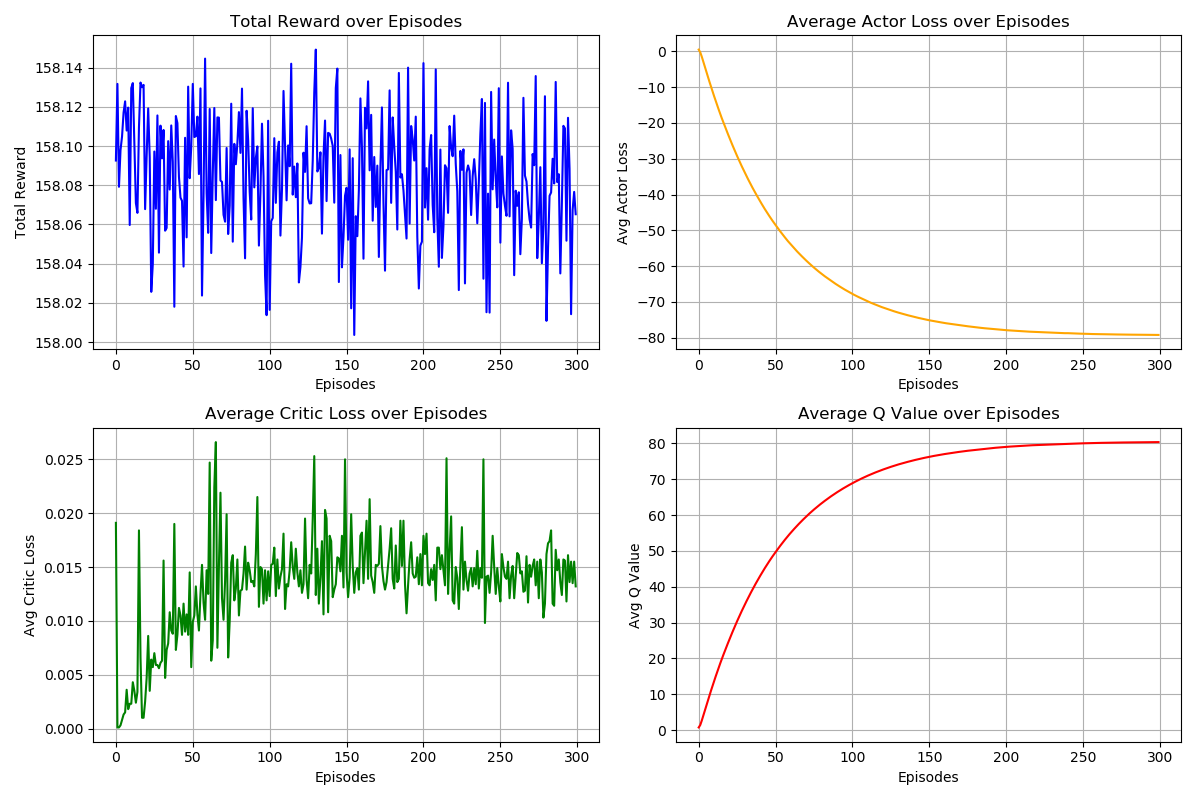 Total Reward over Episodes
Total Reward
158.14
158.12
158.10
158.08
158.06
158.04
158.02
158.00
0 50 100 150 200 250 300
Episodes
Average Actor Loss over Episodes
Avg Actor Loss
0
−10
−20
−30
−40
−50
−60
−70
−80
0 50 100 150 200 250 300
Episodes
Average Critic Loss over Episodes
Avg Critic Loss
0.025
0.020
0.015
0.010
0.005
0.000
0 50 100 150 200 250 300
Episodes
Average Q Value over Episodes
Avg Q Value
80
70
60
50
40
30
20
10
0
0 50 100 150 200 250 300
Episodes